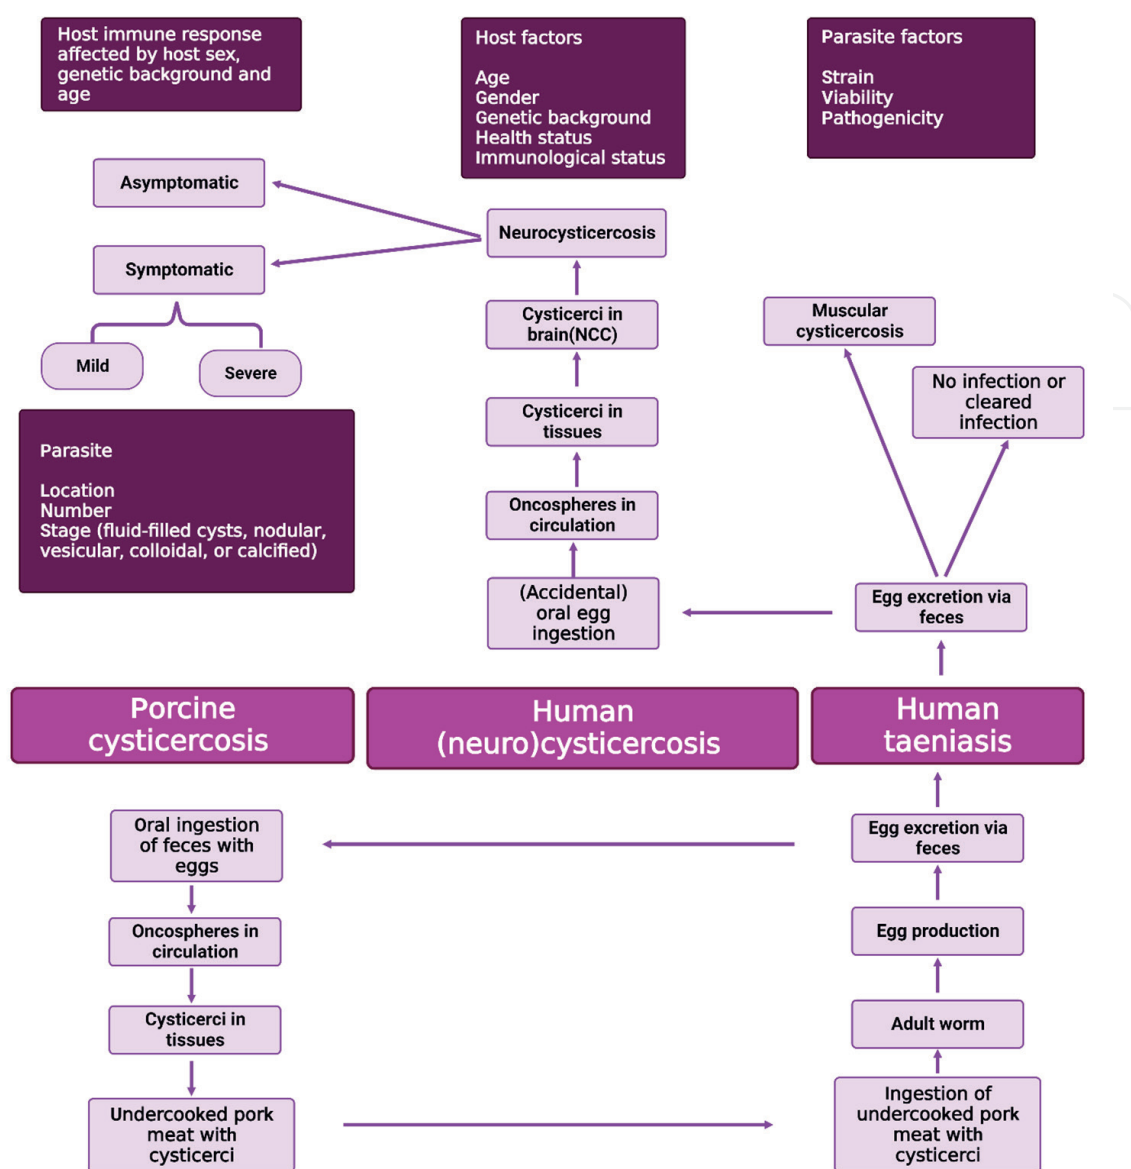 Host immune response
affected by host sex,
genetic background and
age
Host factors
Age
Gender
Genetic background
Health status
Immunological status
Parasite factors
Strain
Viability
Pathogenicity
Asymptomatic
Symptomatic
Mild
Severe
Neurocysticercosis
Cysticerci in
brain(NCC)
Cysticerci in
tissues
Oncospheres in
circulation
(Accidental)
oral egg
ingestion
Muscular
cysticercosis
No infection or
cleared
infection
Egg excretion via
feces
Parasite
Location
Number
Stage (fluid-filled cysts, nodular,
vesicular, colloidal, or calcified)
Porcine
cysticercosis
Human
(neuro)cysticercosis
Human
taeniasis
Oral ingestion
of feces with
eggs
Oncospheres in
circulation
Cysticerci in
tissues
Undercooked pork
meat with
cysticerci
Egg excretion via
feces
Egg production
Adult worm
Ingestion of
undercooked pork
meat with
cysticerci